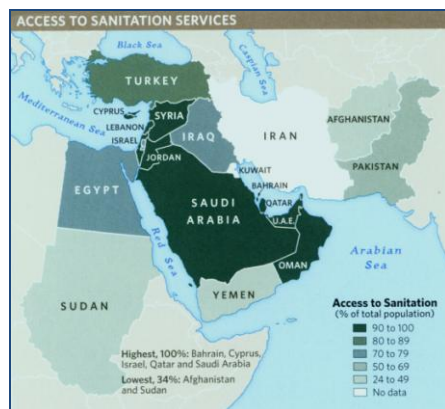 ACCESS TO SANITATION SERVICES
Black Sea
Caspian Sea
TURKEY
Mediterranean Sea
CYPRUS
SYRIA
LEBANON
ISRAEL
IRAQ
IRAN
AFGHANISTAN
JORDAN
PAKISTAN
KUWAIT
EGYPT
BAHRAIN
SAUDI
ARABIA
QATAR
U.A.E.
Red Sea
OMAN
Arabian
Sea
SUDAN
YEMEN
Highest, 100%: Bahrain, Cyprus,
Israel, Qatar and Saudi Arabia
Lowest, 34%: Afghanistan
and Sudan
Access to Sanitation
(% of total population)
90 to 100
80 to 89
70 to 79
50 to 69
24 to 49
No data